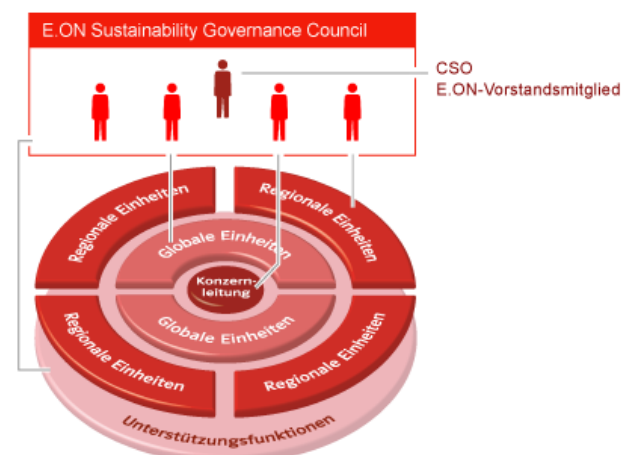 E.ON Sustainability Governance Council
CSO
E.ON-Vorstandsmitglied
Regionale Einheiten
Regionale Einheiten
Globale Einheiten
Konzern-
leitung
Globale Einheiten
Regionale Einheiten
Regionale Einheiten
Unterstützungsfunktionen